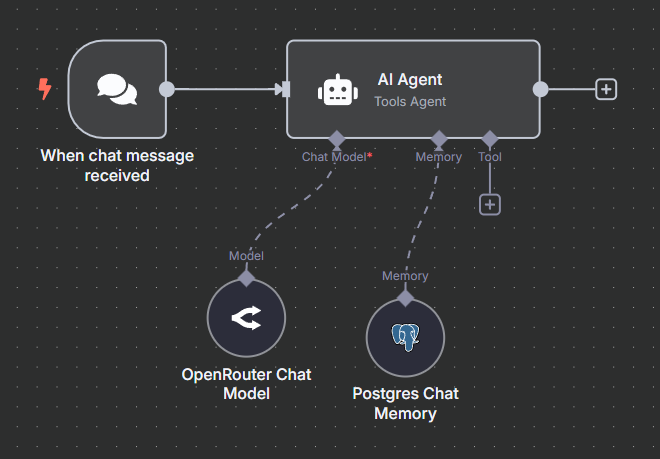 AI Agent
Tools Agent
When chat message
received
Chat Model*
Memory
Tool
Model
Memory
OpenRouter Chat
Model
Postgres Chat
Memory